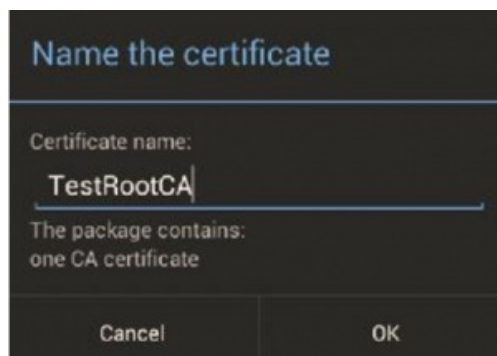 Name the certificate
Certificate name:
TestRootCA
The package contains:
one CA certificate
Cancel
OK